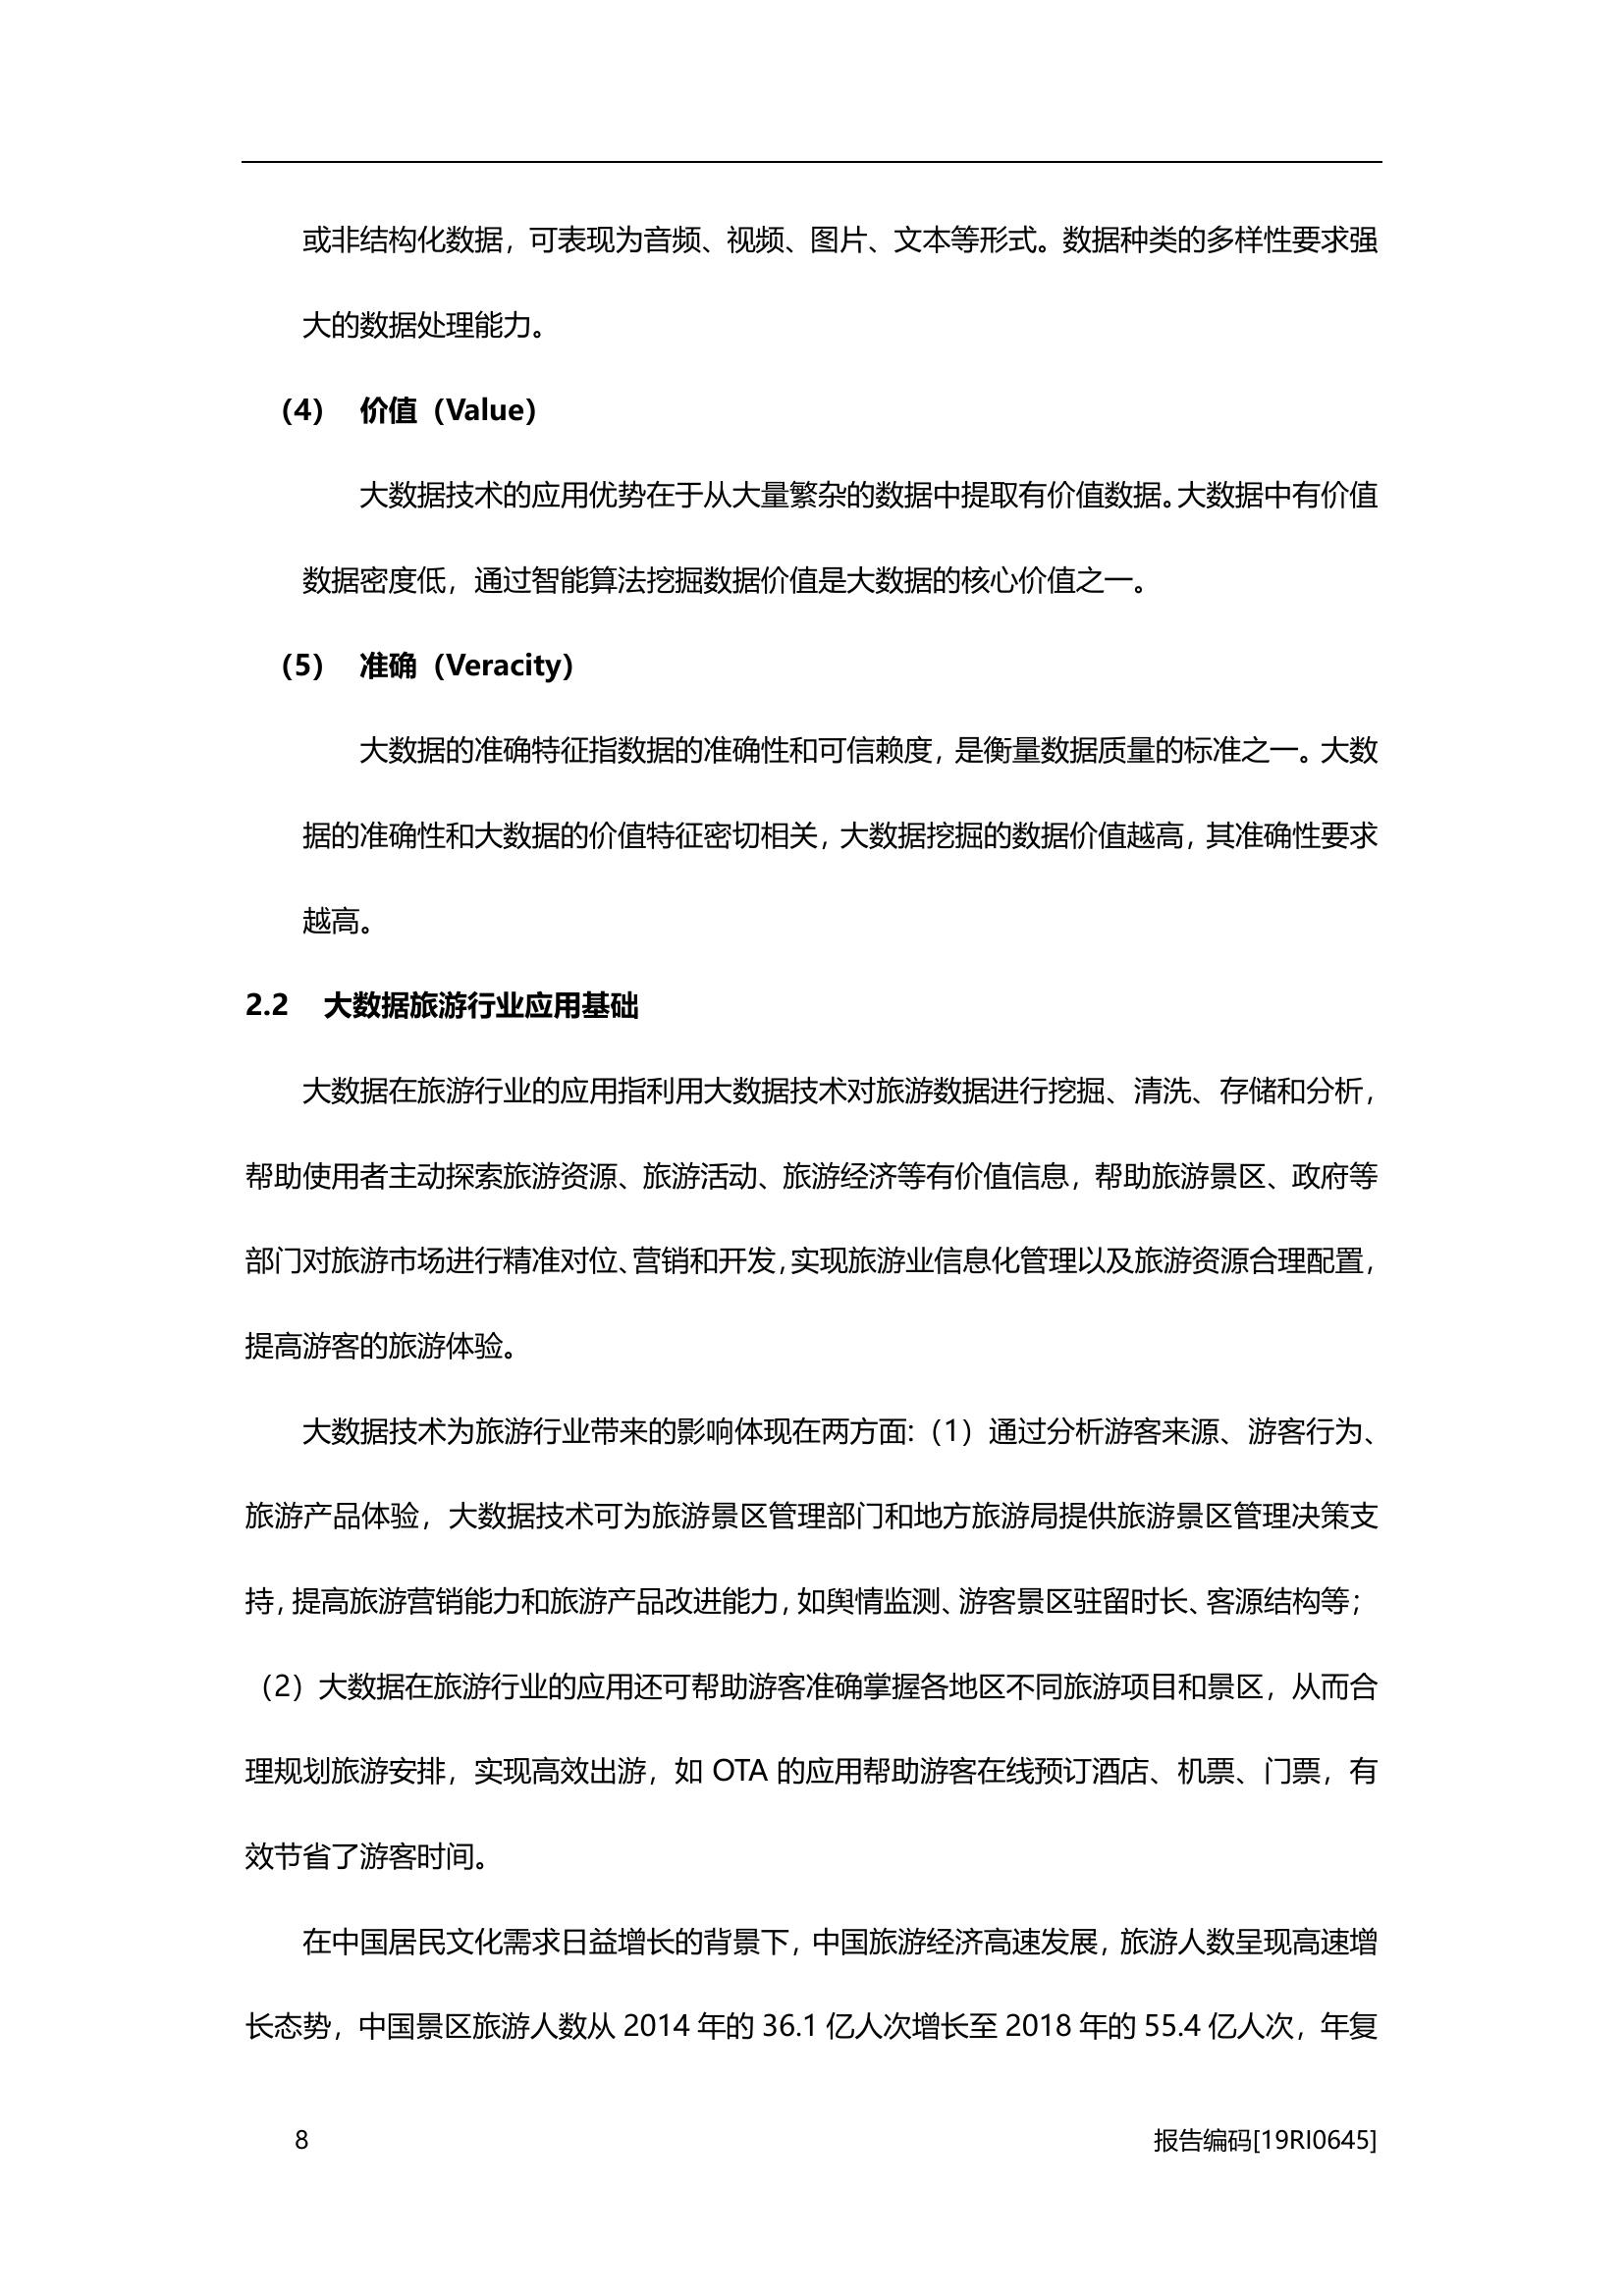 或非结构化数据，可表现为音频、视频、图片、文本等形式。数据种类的多样性要求强
大的数据处理能力。
（4） 价值（Value）
大数据技术的应用优势在于从大量繁杂的数据中提取有价值数据。大数据中有价值
数据密度低，通过智能算法挖掘数据价值是大数据的核心价值之一。
（5） 准确（Veracity）
大数据的准确特征指数据的准确性和可信赖度，是衡量数据质量的标准之一。大数
据的准确性和大数据的价值特征密切相关，大数据挖掘的数据价值越高，其准确性要求
越高。
2.2 大数据旅游行业应用基础
大数据在旅游行业的应用指利用大数据技术对旅游数据进行挖掘、清洗、存储和分析，
帮助使用者主动探索旅游资源、旅游活动、旅游经济等有价值信息，帮助旅游景区、政府等
部门对旅游市场进行精准对位、营销和开发，实现旅游业信息化管理以及旅游资源合理配置，
提高游客的旅游体验。
大数据技术为旅游行业带来的影响体现在两方面：（1）通过分析游客来源、游客行为、
旅游产品体验，大数据技术可为旅游景区管理部门和地方旅游局提供旅游景区管理决策支
持，提高旅游营销能力和旅游产品改进能力，如舆情监测、游客景区驻留时长、客源结构等；
（2）大数据在旅游行业的应用还可帮助游客准确掌握各地区不同旅游项目和景区，从而合
理规划旅游安排，实现高效出游，如 OTA 的应用帮助游客在线预订酒店、机票、门票，有
效节省了游客时间。
在中国居民文化需求日益增长的背景下，中国旅游经济高速发展，旅游人数呈现高速增
长态势，中国景区旅游人数从 2014 年的 36.1 亿人次增长至 2018 年的 55.4 亿人次，年复
8 报告编码[19RI0645]